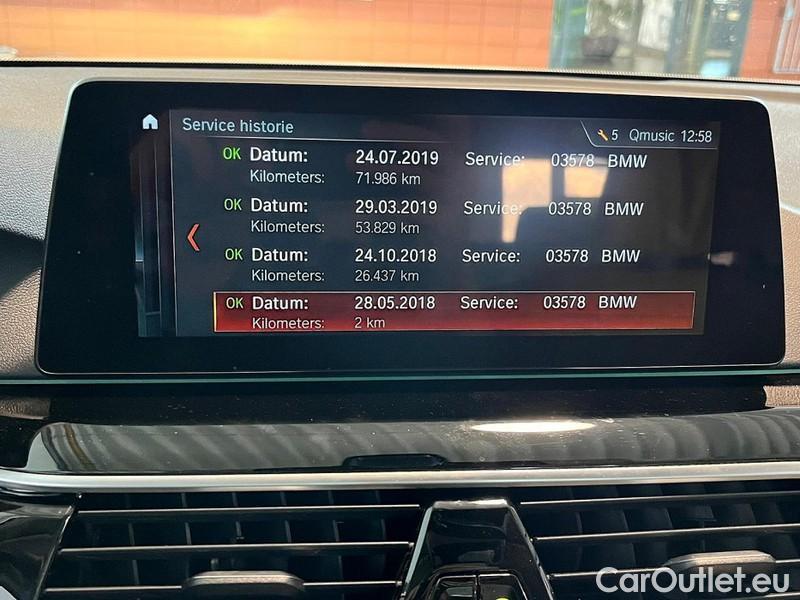 Service historie
5 Qmusic 12:58
OK Datum: 24.07.2019 Service: 03578 BMW
Kilometers: 71.986 km
OK Datum: 29.03.2019 Service: 03578 BMW
Kilometers: 53.829 km
OK Datum: 24.10.2018 Service: 03578 BMW
Kilometers: 26.437 km
OK Datum: 28.05.2018 Service: 03578 BMW
Kilometers: 2 km
CarOutlet.eu